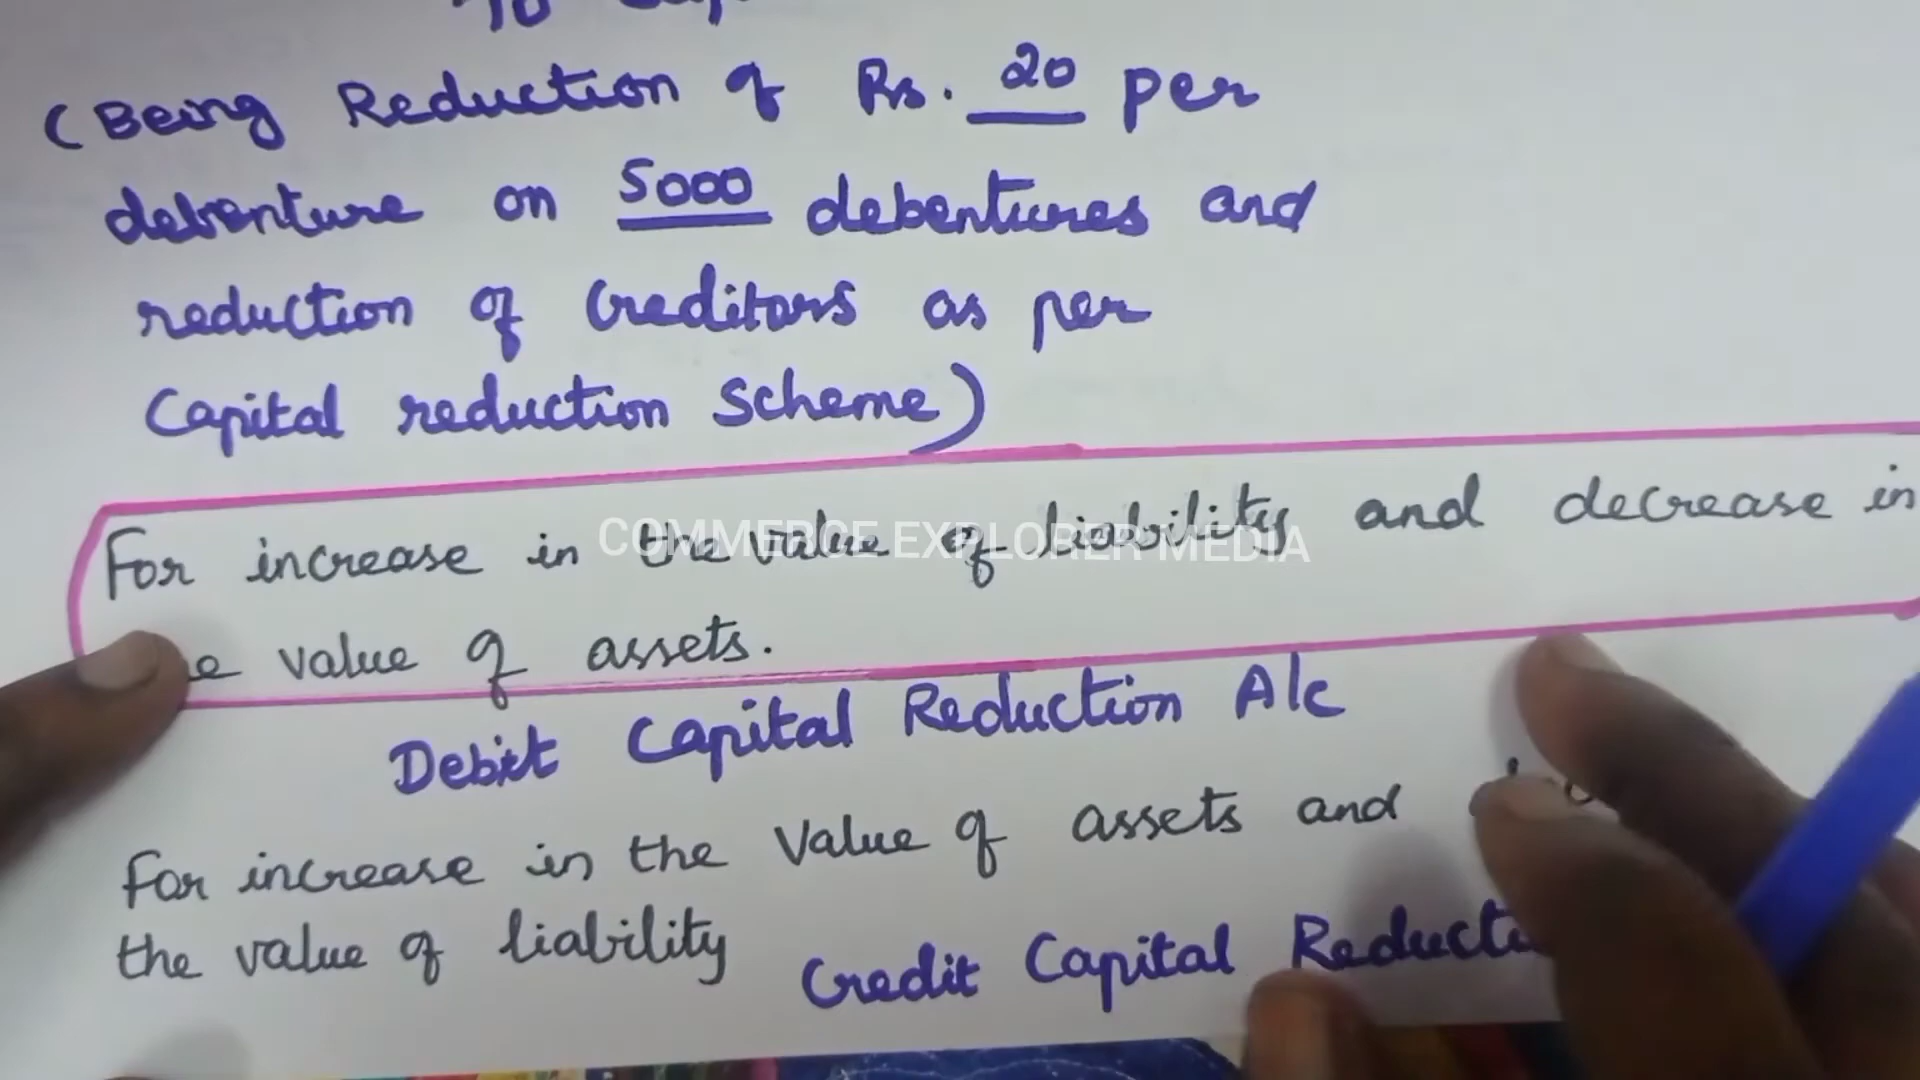 To
(Being Reduction of Rs. 20 per
debenture on 5000 debentures and
reduction of Creditors as per
Capital reduction Scheme)
For increase in the value of liability and decrease in
COMMERCE EXPLORER MEDIA
value of assets.
Debit Capital Reduction A/c
For increase in the Value of assets and
the value of liability Credit Capital